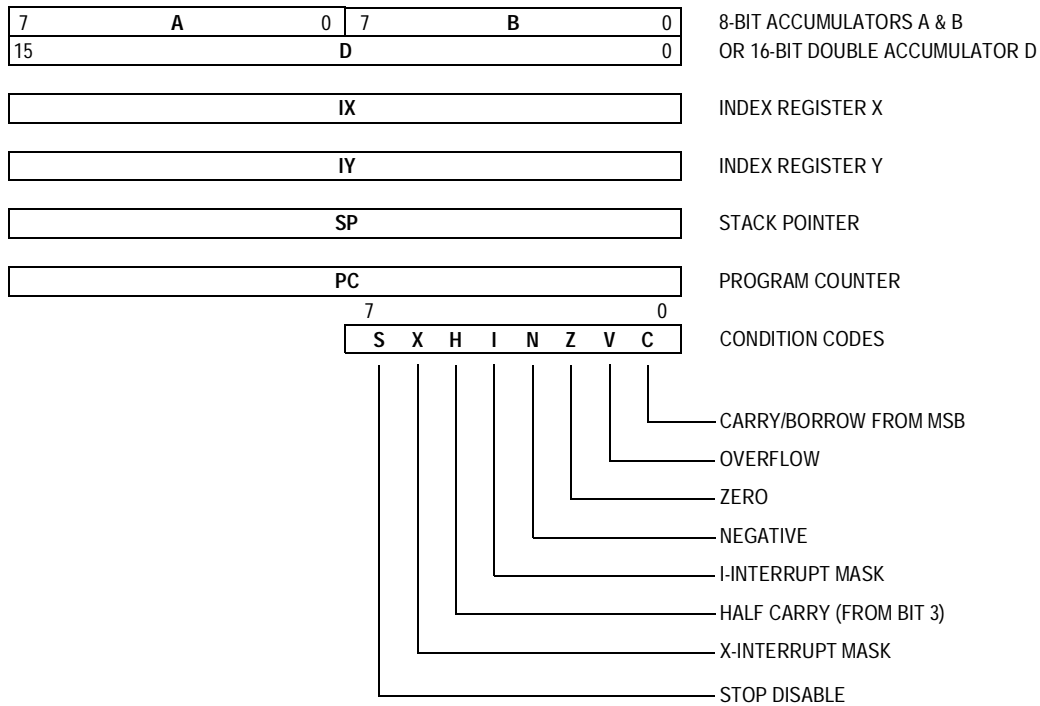 7 A 0 7 B 0 8-BIT ACCUMULATORS A & B
15 D 0 OR 16-BIT DOUBLE ACCUMULATOR D
IX INDEX REGISTER X
IY INDEX REGISTER Y
SP STACK POINTER
PC PROGRAM COUNTER
7 0
S X H I N Z V C CONDITION CODES
CARRY/BORROW FROM MSB
OVERFLOW
ZERO
NEGATIVE
I-INTERRUPT MASK
HALF CARRY (FROM BIT 3)
X-INTERRUPT MASK
STOP DISABLE